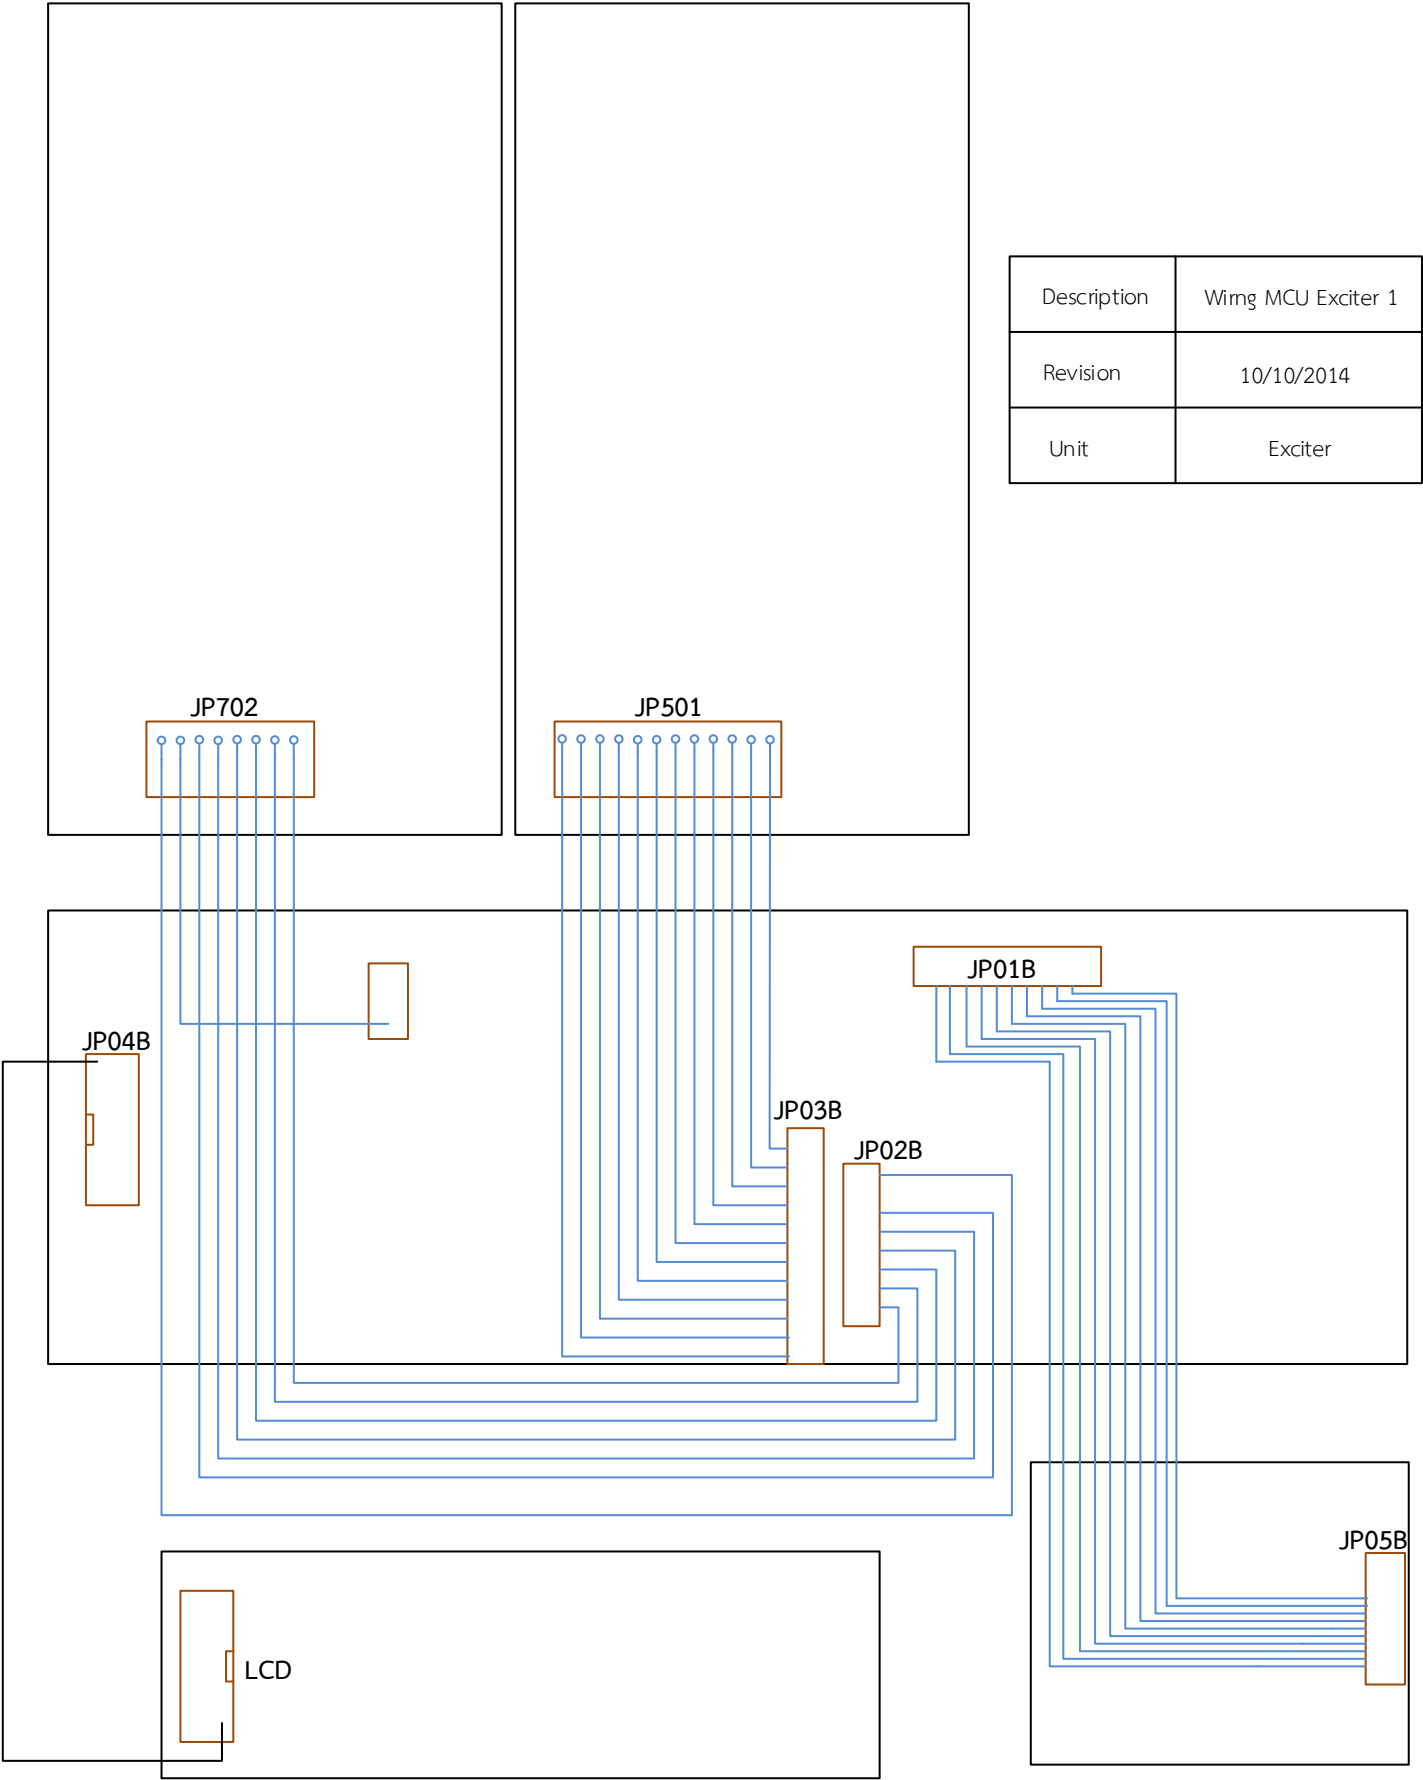 Description Wirng MCU Exciter 1
Revision 10/10/2014
Unit Exciter
JP702 JP501
JP01B
JP04B
JP03B
JP02B
JP05B
LCD